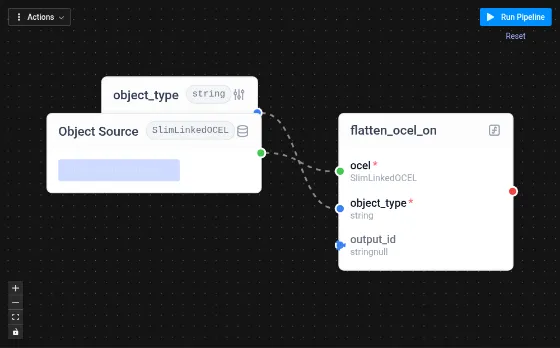 Actions
Run Pipeline
Reset
object_type string
Object Source SlimLinkedOCEL
flatten_ocel_on
ocel *
SlimLinkedOCEL
object_type *
string
output_id
stringnull